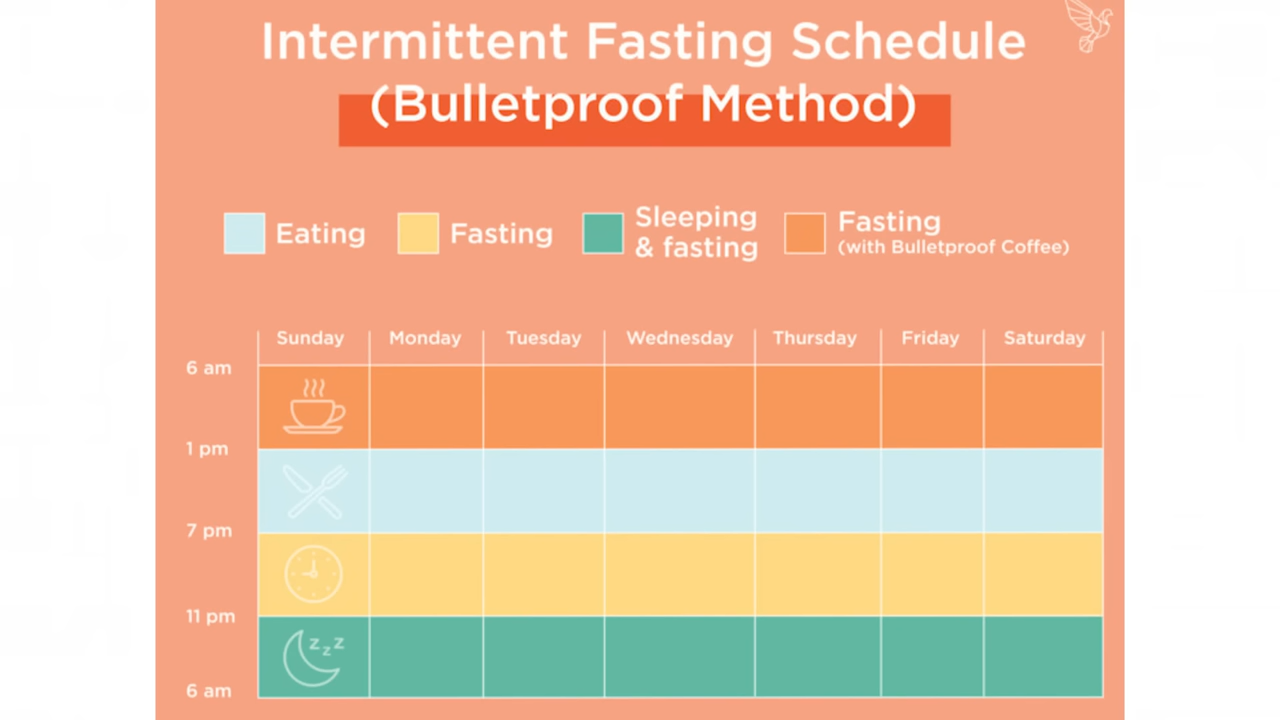 Intermittent Fasting Schedule
(Bulletproof Method)
Eating
Fasting
Sleeping
& fasting
Fasting
(with Bulletproof Coffee)
Sunday Monday Tuesday Wednesday Thursday Friday Saturday
6 am
1 pm
7 pm
11 pm
z z z
6 am